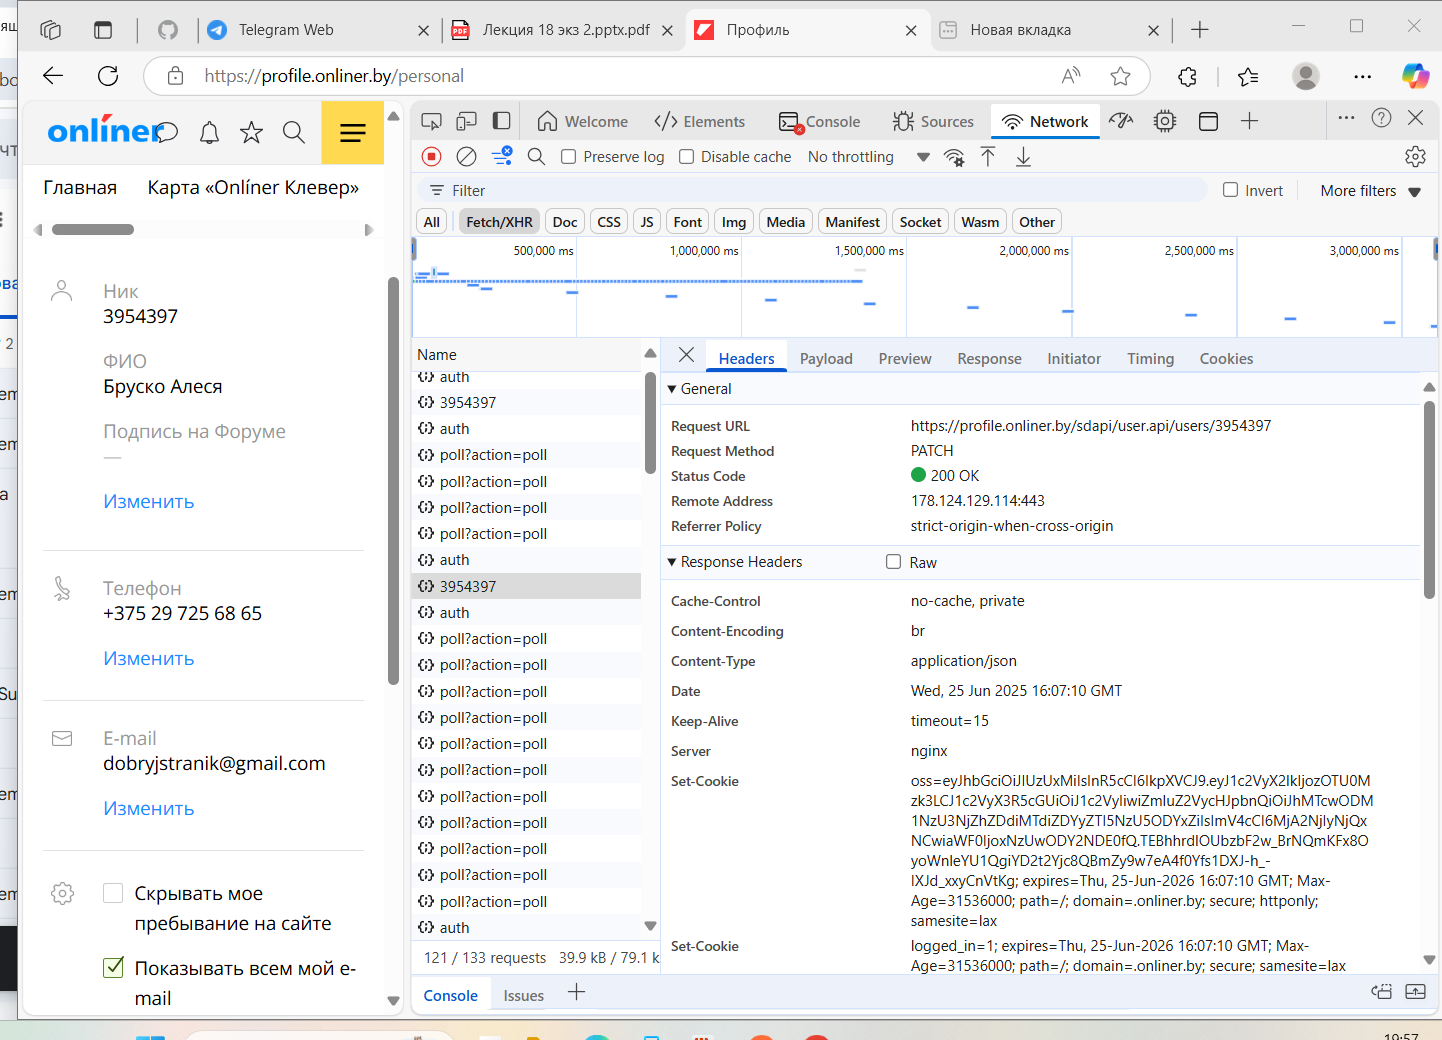 Telegram Web
Лекция 18 экз 2.pptx.pdf
Профиль
Новая вкладка
https://profile.onliner.by/personal
onlíner
Главная
Карта «Onlíner Клевер»
Ник
3954397
ФИО
Бруско Алеся
Подпись на Форуме
—
Изменить
Телефон
+375 29 725 68 65
Изменить
E-mail
dobryjstranik@gmail.com
Изменить
Скрывать мое
пребывание на сайте
Показывать всем мой e-
mail
Welcome
Elements
Console
Sources
Network
Preserve log
Disable cache
No throttling
Filter
Invert
More filters
All
Fetch/XHR
Doc
CSS
JS
Font
Img
Media
Manifest
Socket
Wasm
Other
500,000 ms
1,000,000 ms
1,500,000 ms
2,000,000 ms
2,500,000 ms
3,000,000 ms
Name
auth
3954397
auth
poll?action=poll
poll?action=poll
poll?action=poll
poll?action=poll
auth
3954397
auth
poll?action=poll
poll?action=poll
poll?action=poll
poll?action=poll
poll?action=poll
poll?action=poll
poll?action=poll
poll?action=poll
poll?action=poll
poll?action=poll
poll?action=poll
auth
121 / 133 requests
39.9 kB / 79.1 k
Headers
Payload
Preview
Response
Initiator
Timing
Cookies
General
Request URL
https://profile.onliner.by/sdapi/user.api/users/3954397
Request Method
PATCH
Status Code
200 OK
Remote Address
178.124.129.114:443
Referrer Policy
strict-origin-when-cross-origin
Response Headers
Raw
Cache-Control
no-cache, private
Content-Encoding
br
Content-Type
application/json
Date
Wed, 25 Jun 2025 16:07:10 GMT
Keep-Alive
timeout=15
Server
nginx
Set-Cookie
IXJd_xxyCnVtKg; expires=Thu, 25-Jun-2026 16:07:10 GMT; Max-
Age=31536000; path=/; domain=.onliner.by; secure; httponly;
samesite=lax
Set-Cookie
logged_in=1; expires=Thu, 25-Jun-2026 16:07:10 GMT; Max-
Age=31536000; path=/; domain=.onliner.by; secure; samesite=lax
Console
Issues
19:57